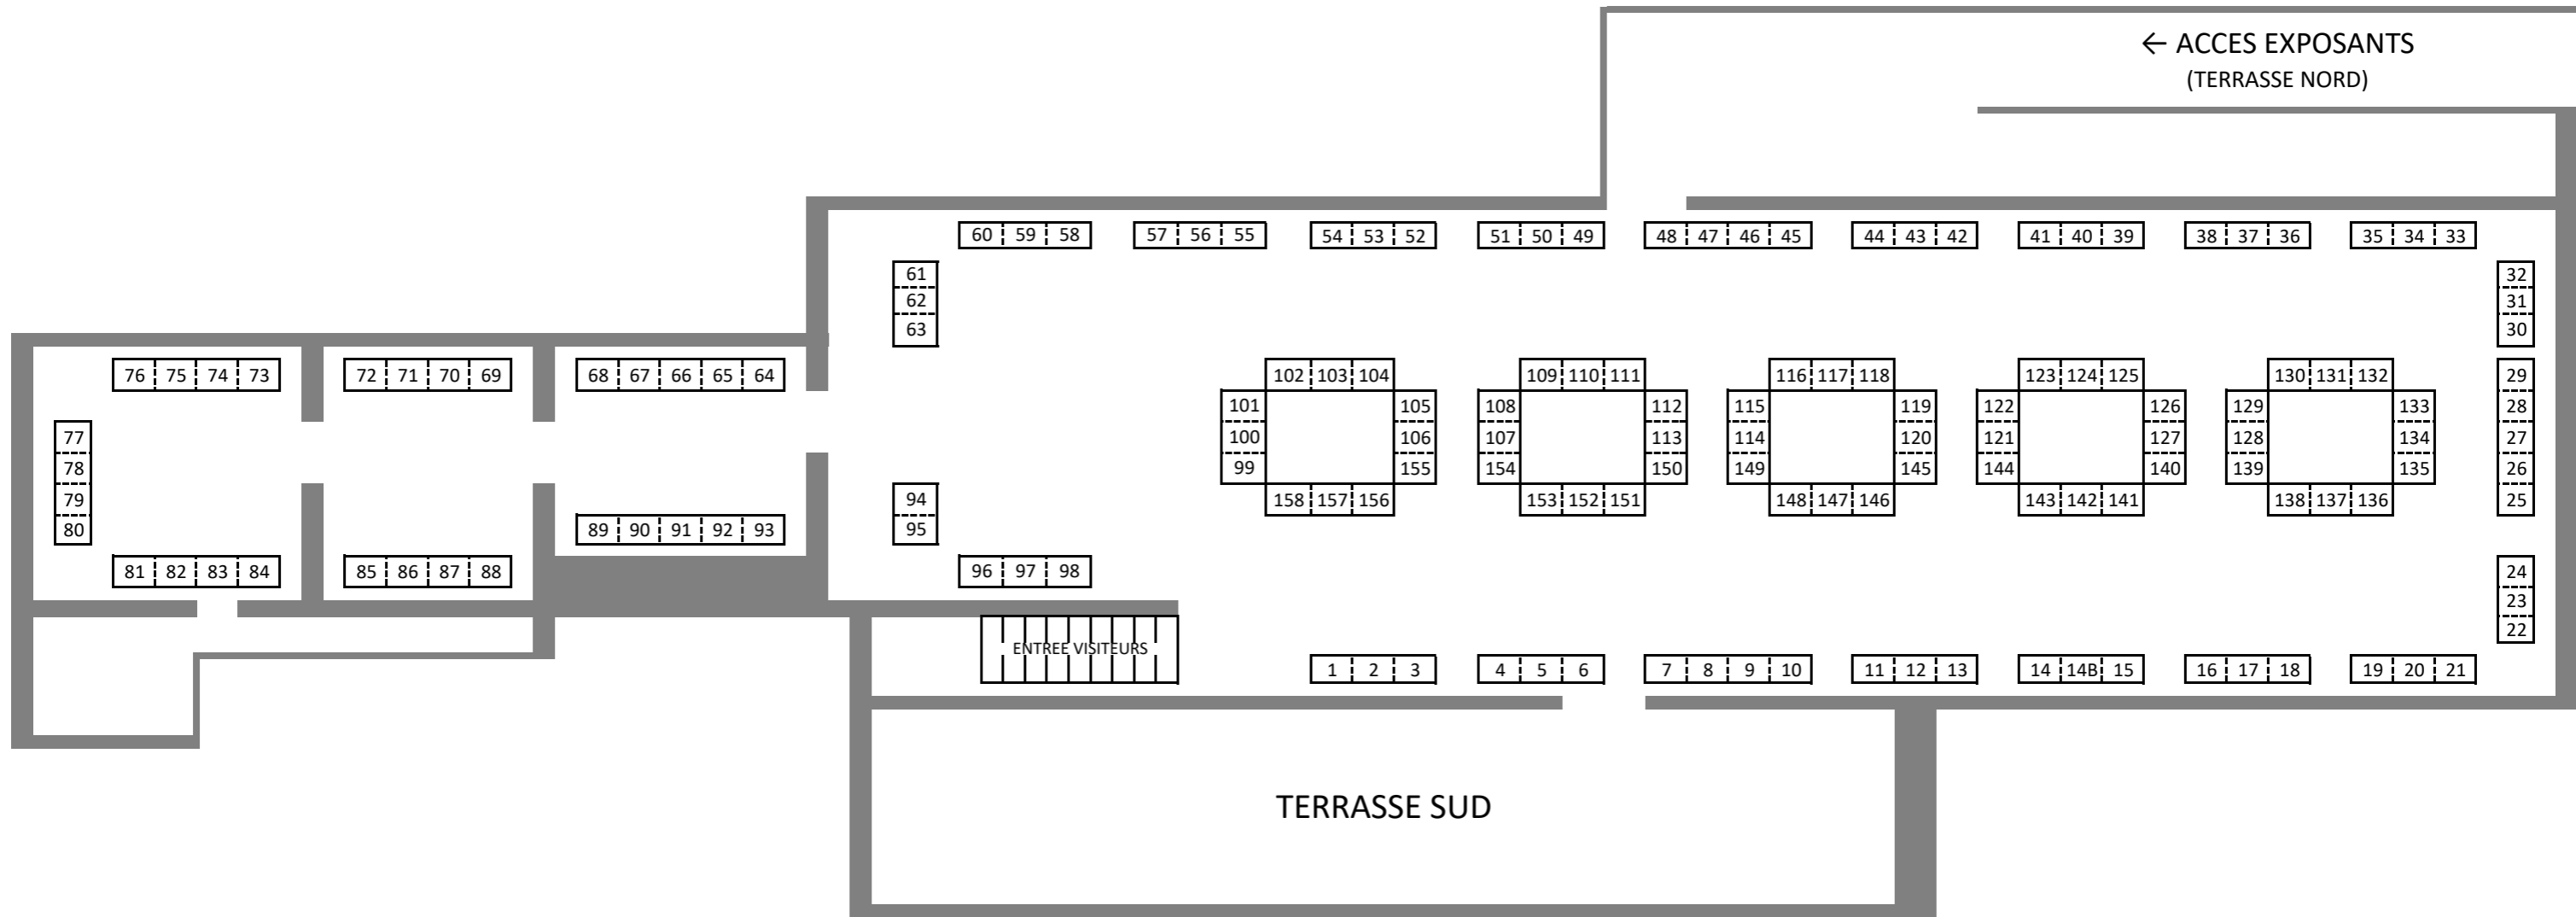 ← ACCES EXPOSANTS
(TERRASSE NORD)
60 59 58 57 56 55 54 53 52 51 50 49 48 47 46 45 44 43 42 41 40 39 38 37 36 35 34 33
61
62
63
32
31
30
76 75 74 73 72 71 70 69 68 67 66 65 64
102 103 104 109 110 111 116 117 118 123 124 125 130 131 132 29
101 105 108 112 115 119 122 126 129 133 28
77 100 106 107 113 114 120 121 127 128 134 27
78 99 155 154 150 149 145 144 140 139 135 26
79 94 158 157 156 153 152 151 148 147 146 143 142 141 138 137 136 25
80 89 90 91 92 93 95
81 82 83 84 85 86 87 88 96 97 98 24
23
22
ENTREE VISITEURS
1 2 3 4 5 6 7 8 9 10 11 12 13 14 14B 15 16 17 18 19 20 21
TERRASSE SUD